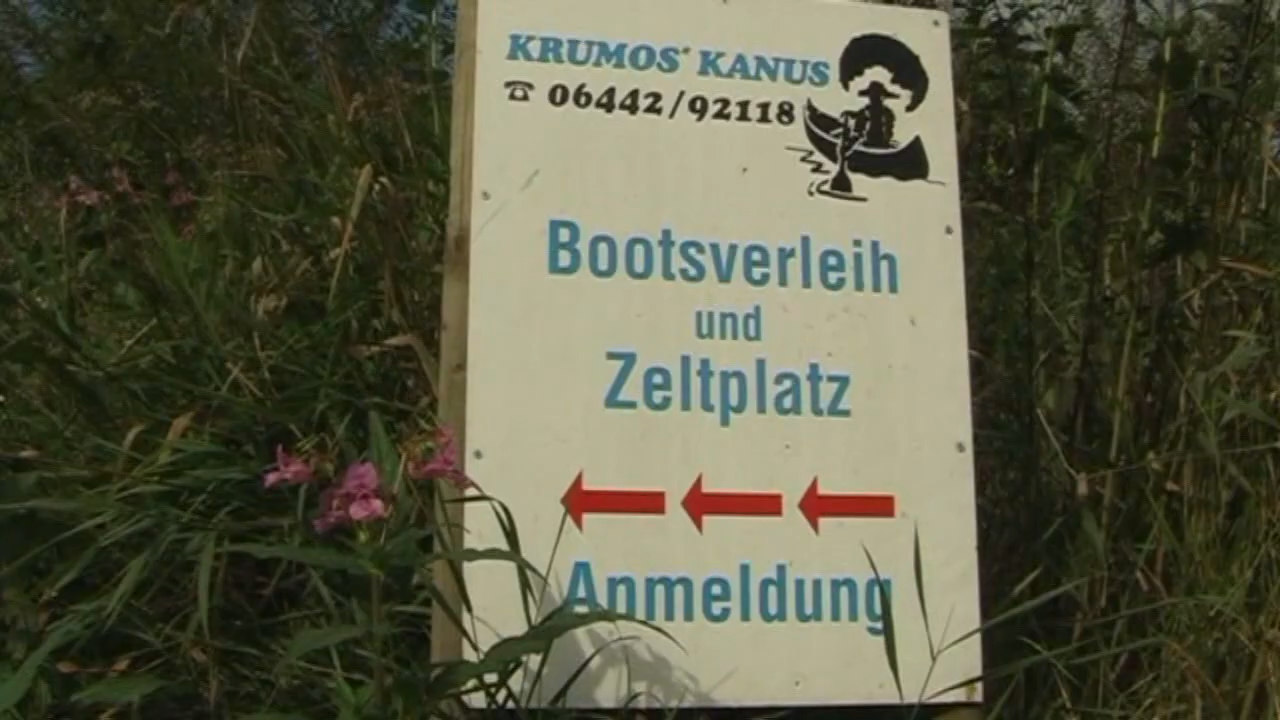 KRUMOS' KANUS
☎ 06442/92118
Bootsverleih
und
Zeltplatz
Anmeldung